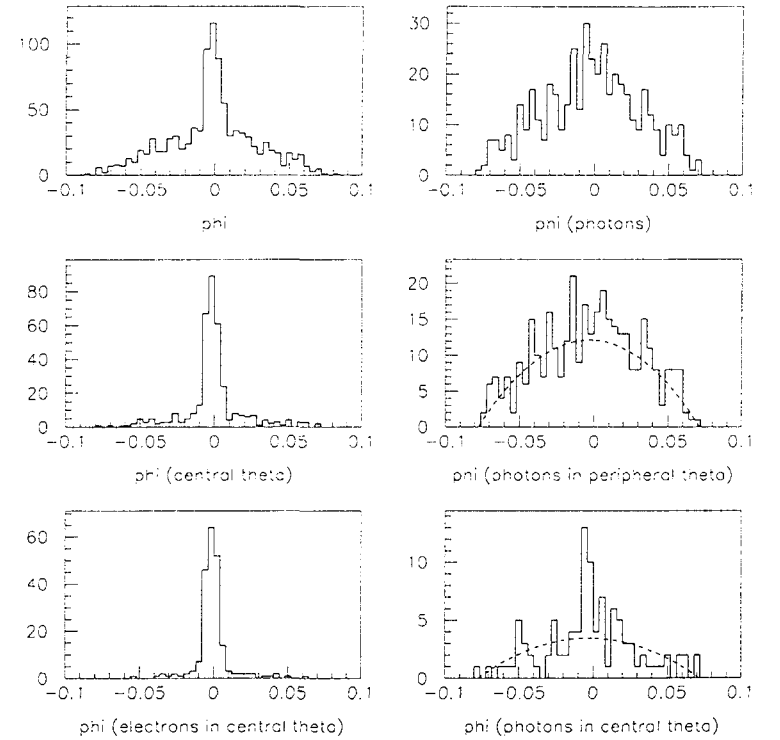 100
50
0
-0.1 -0.05 0 0.05 0.1
phi
30
20
10
0
-0.1 -0.05 0 0.05 0.1
phi (photons)
80
60
40
20
0
-0.1 -0.05 0 0.05 0.1
phi (central theta)
20
15
10
5
0
-0.1 -0.05 0 0.05 0.1
phi (photons in peripheral theta)
60
40
20
0
-0.1 -0.05 0 0.05 0.1
phi (electrons in central theta)
10
5
0
-0.1 -0.05 0 0.05 0.1
phi (photons in central theta)